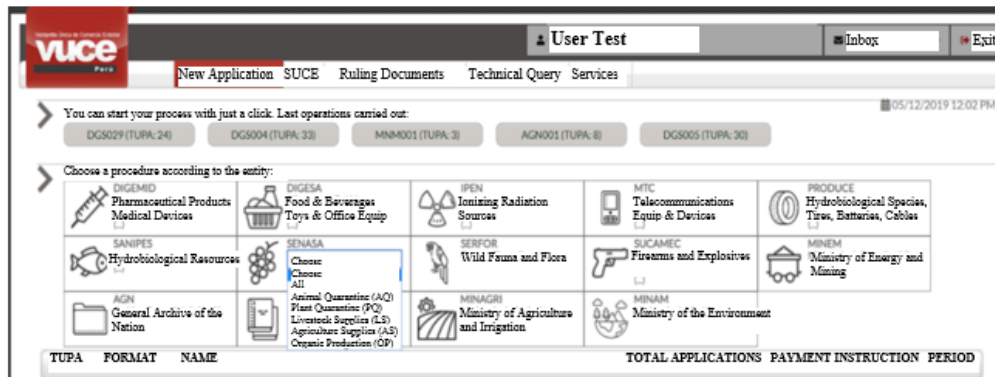 Ventanilla Única de Comercio Exterior
vuce
Perú
User Test
Inbox
Exit
New Application SUCE Ruling Documents Technical Query Services
05/12/2019 12:02 PM
You can start your process with just a click. Last operations carried out:
DGS029 (TUPA: 24) DGS004 (TUPA: 33) MNM001 (TUPA: 3) AGN001 (TUPA: 8) DGS005 (TUPA: 30)
Choose a procedure according to the entity:
DIGEMID
Pharmaceutical Products
Medical Devices
DIGESA
Food & Beverages
Toys & Office Equip
IPEN
Ionizing Radiation
Sources
MTC
Telecommunications
Equip & Devices
PRODUCE
Hydrobiological Species,
Tires, Batteries, Cables
SANIPES
Hydrobiological Resources
SENASA
Choose
Choose
All
Animal Quarantine (AQ)
Plant Quarantine (PQ)
Livestock Supplies (LS)
Agriculture Supplies (AS)
Organic Production (OP)
SERFOR
Wild Fauna and Flora
SUCAMEC
Firearms and Explosives
MINEM
Ministry of Energy and
Mining
AGN
General Archive of the
Nation
MINAGRI
Ministry of Agriculture
and Irrigation
MINAM
Ministry of the Environment
TUPA FORMAT NAME TOTAL APPLICATIONS PAYMENT INSTRUCTION PERIOD